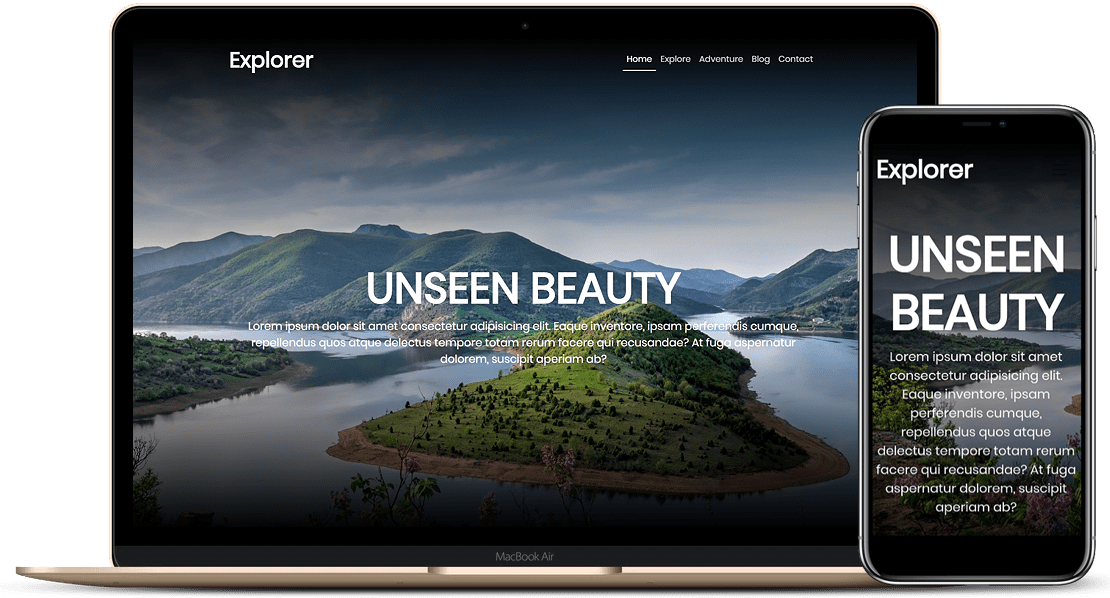 Explorer
Home Explore Adventure Blog Contact
UNSEEN BEAUTY
Lorem ipsum dolor sit amet consectetur adipisicing elit. Eaque inventore, ipsam perferendis cumque,
repellendus quos atque delectus tempore totam rerum facere qui recusandae? At fuga aspernatur
dolorem, suscipit aperiam ab?
MacBook Air
Explorer
UNSEEN
BEAUTY
Lorem ipsum dolor sit amet
consectetur adipisicing elit.
Eaque inventore, ipsam
perferendis cumque,
repellendus quos atque
delectus tempore totam rerum
facere qui recusandae? At fuga
aspernatur dolorem, suscipit
aperiam ab?